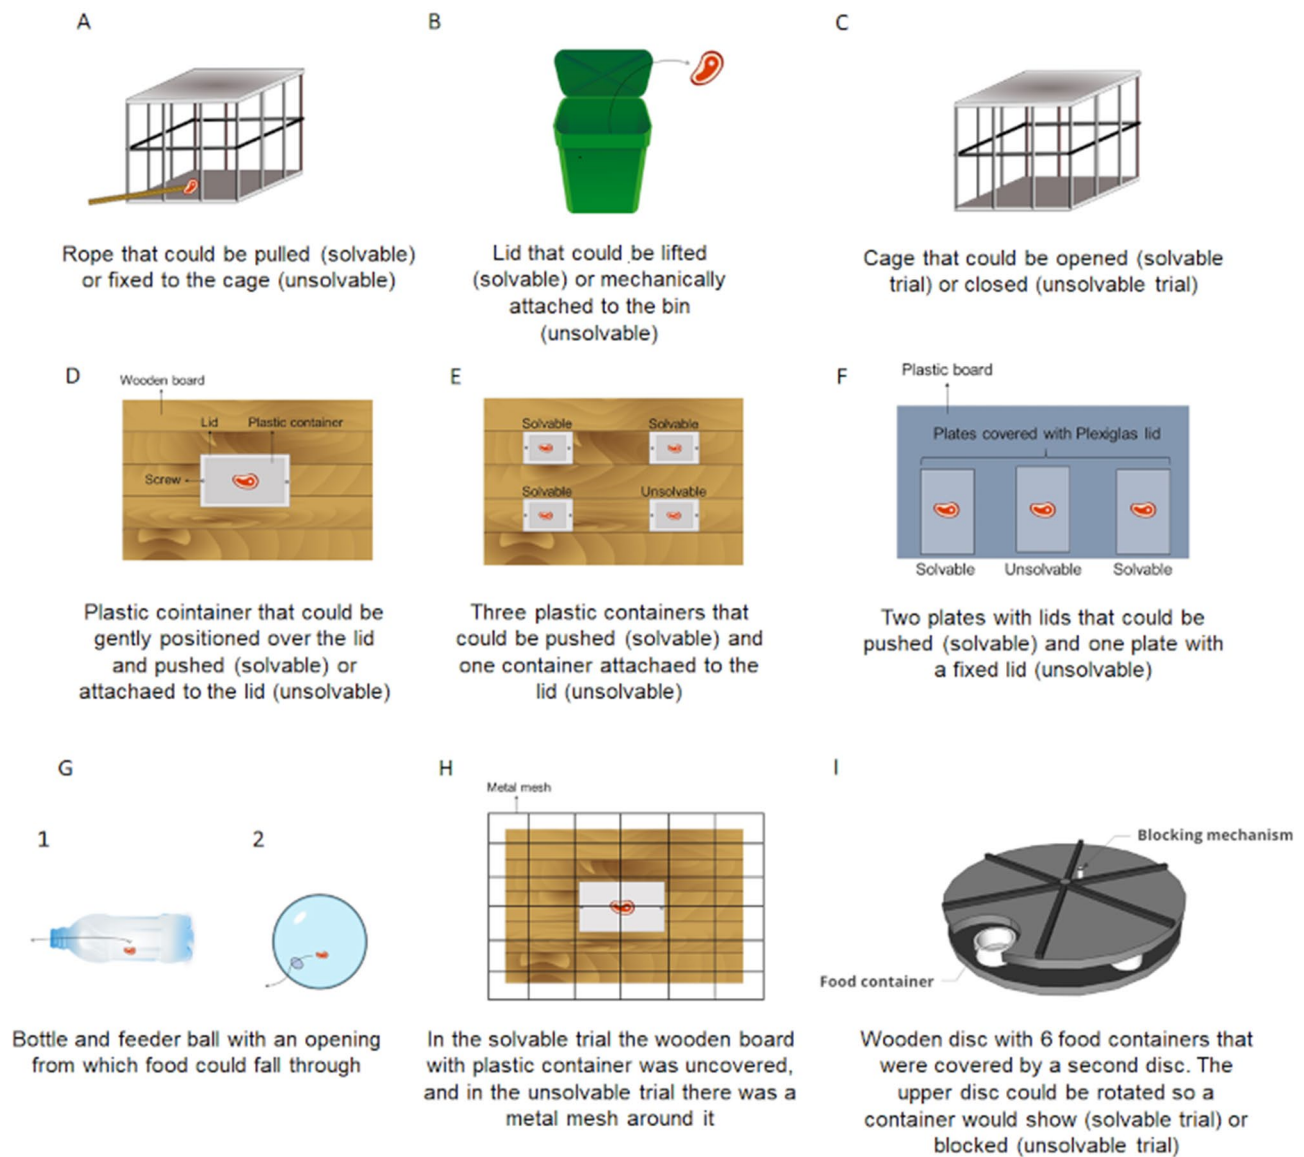 A
B
C
Rope that could be pulled (solvable)
or fixed to the cage (unsolvable)
Lid that could be lifted
(solvable) or mechanically
attached to the bin
(unsolvable)
Cage that could be opened (solvable
trial) or closed (unsolvable trial)
D
Wooden board
Lid
Plastic container
Screw
E
Solvable
Solvable
Solvable
Unsolvable
F
Plastic board
Plates covered with Plexiglas lid
Solvable
Unsolvable
Solvable
Plastic cointainer that could be
gently positioned over the lid
and pushed (solvable) or
attachaed to the lid (unsolvable)
Three plastic containers that
could be pushed (solvable) and
one container attachaed to the
lid (unsolvable)
Two plates with lids that could be
pushed (solvable) and one plate with
a fixed lid (unsolvable)
G
1
2
H
Metal mesh
I
Blocking mechanism
Food container
Bottle and feeder ball with an opening
from which food could fall through
In the solvable trial the wooden board
with plastic container was uncovered,
and in the unsolvable trial there was a
metal mesh around it
Wooden disc with 6 food containers that
were covered by a second disc. The
upper disc could be rotated so a
container would show (solvable trial) or
blocked (unsolvable trial)